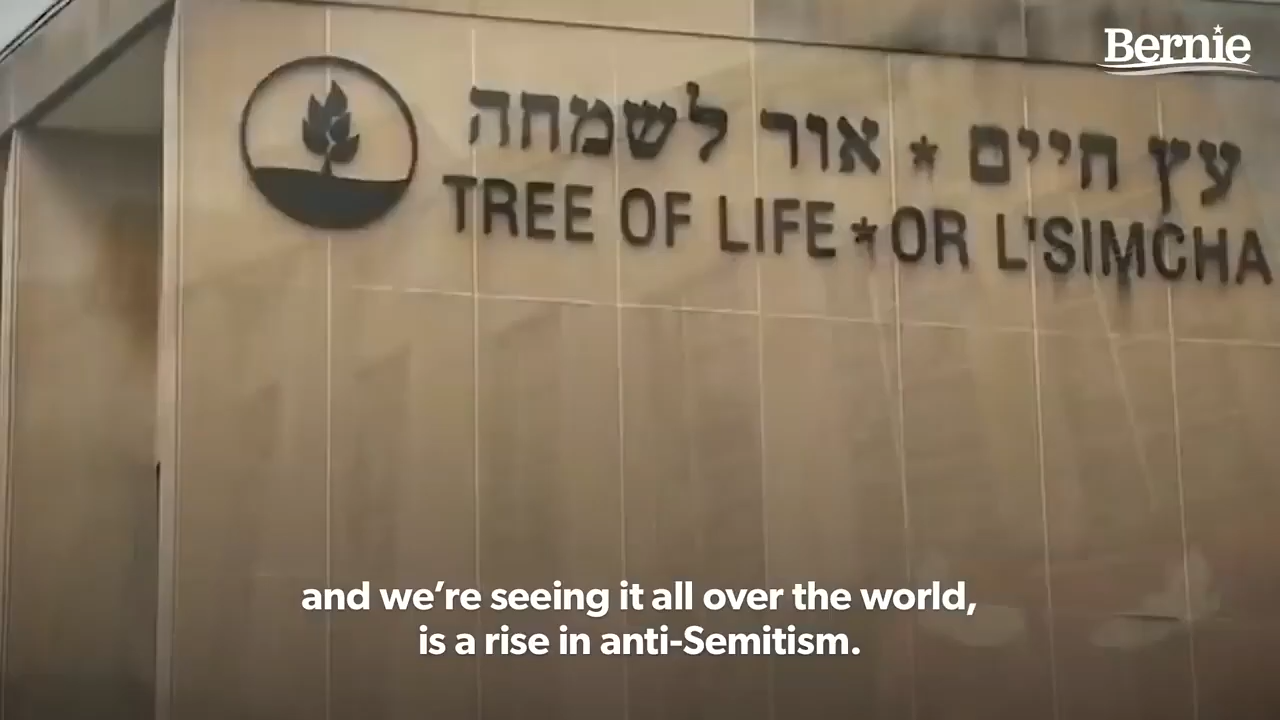 Bernie
עץ חיים * אור לשמחה
TREE OF LIFE * OR L'SIMCHA
and we're seeing it all over the world,
is a rise in anti-Semitism.